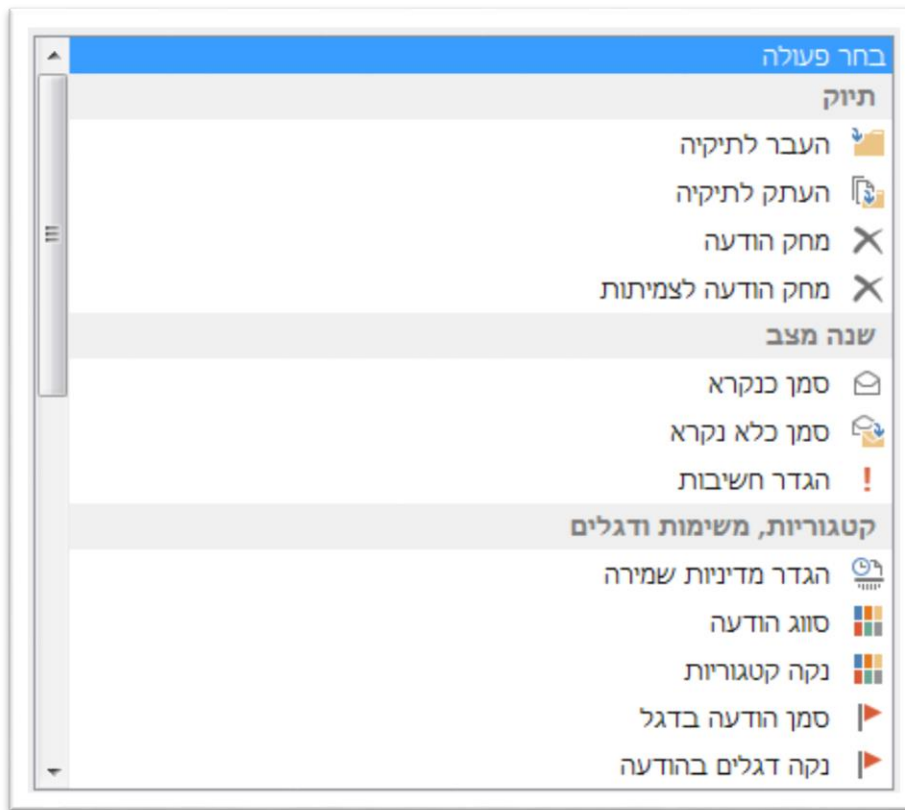 בחר פעולה
תיוק
העבר לתיקיה
העתק לתיקיה
מחק הודעה
מחק הודעה לצמיתות
שנה מצב
סמן כנקרא
סמן כלא נקרא
הגדר חשיבות
קטגוריות, משימות ודגלים
הגדר מדיניות שמירה
סווג הודעה
נקה קטגוריות
סמן הודעה בדגל
נקה דגלים בהודעה